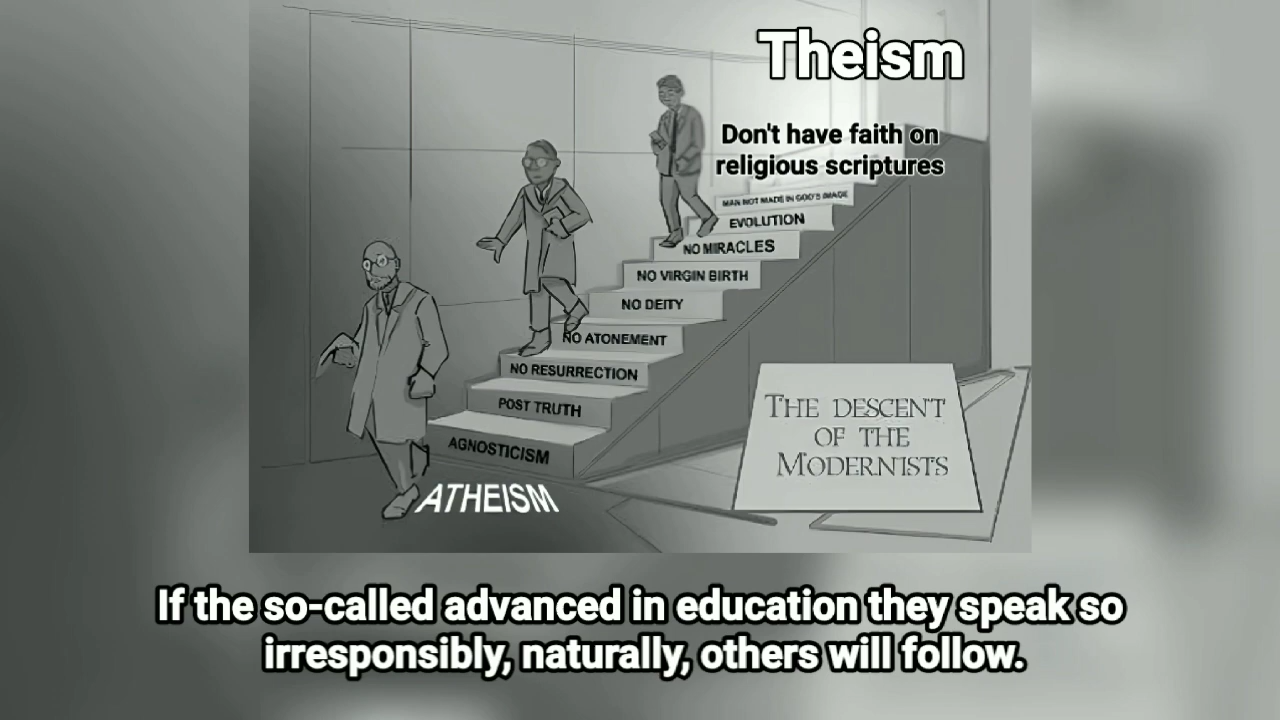 Theism
Don't have faith on
religious scriptures
MAN NOT MADE IN GOD'S IMAGE
EVOLUTION
NO MIRACLES
NO VIRGIN BIRTH
NO DEITY
NO ATONEMENT
NO RESURRECTION
POST TRUTH
AGNOSTICISM
ATHEISM
THE DESCENT
OF THE
MODERNISTS
If the so-called advanced in education they speak so
irresponsibly, naturally, others will follow.